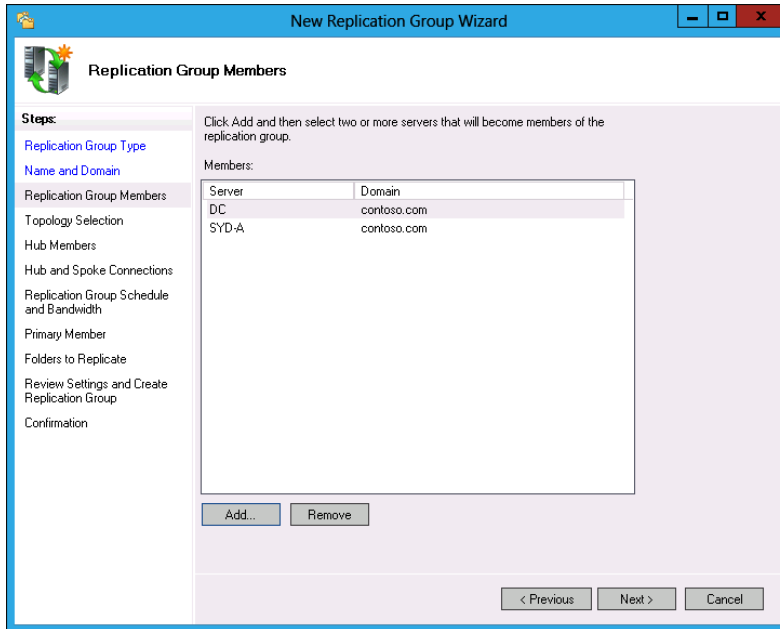 New Replication Group Wizard
Replication Group Members
Steps:
Replication Group Type
Name and Domain
Replication Group Members
Topology Selection
Hub Members
Hub and Spoke Connections
Replication Group Schedule
and Bandwidth
Primary Member
Folders to Replicate
Review Settings and Create
Replication Group
Confirmation
Click Add and then select two or more servers that will become members of the
replication group.
Members:
Server Domain
DC contoso.com
SYD-A contoso.com
Add... Remove
< Previous Next > Cancel